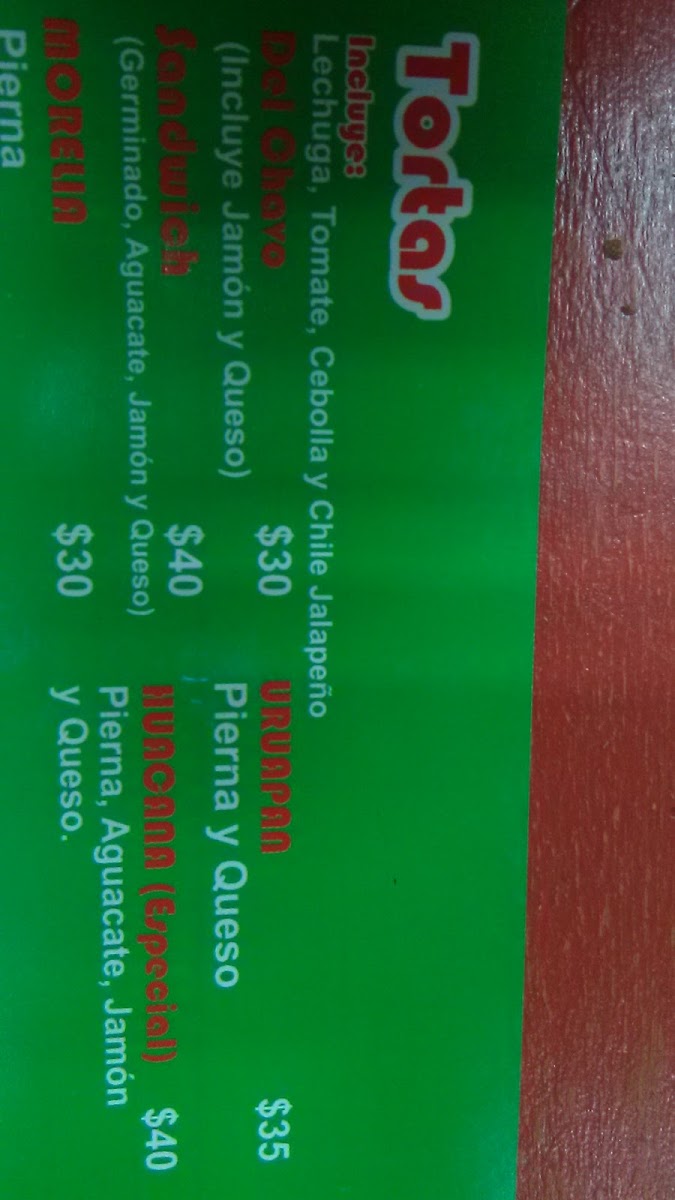 Tortas
Incluye:
Lechuga, Tomate, Cebolla y Chile Jalapeño
Del Chavo $30
(Incluye Jamón y Queso)
Sandwich $40
(Germinado, Aguacate, Jamón y Queso)
MORELIA $30
Pierna
URUAPAN $35
Pierna y Queso
HUACANA (Especial) $40
Pierna, Aguacate, Jamón
y Queso.